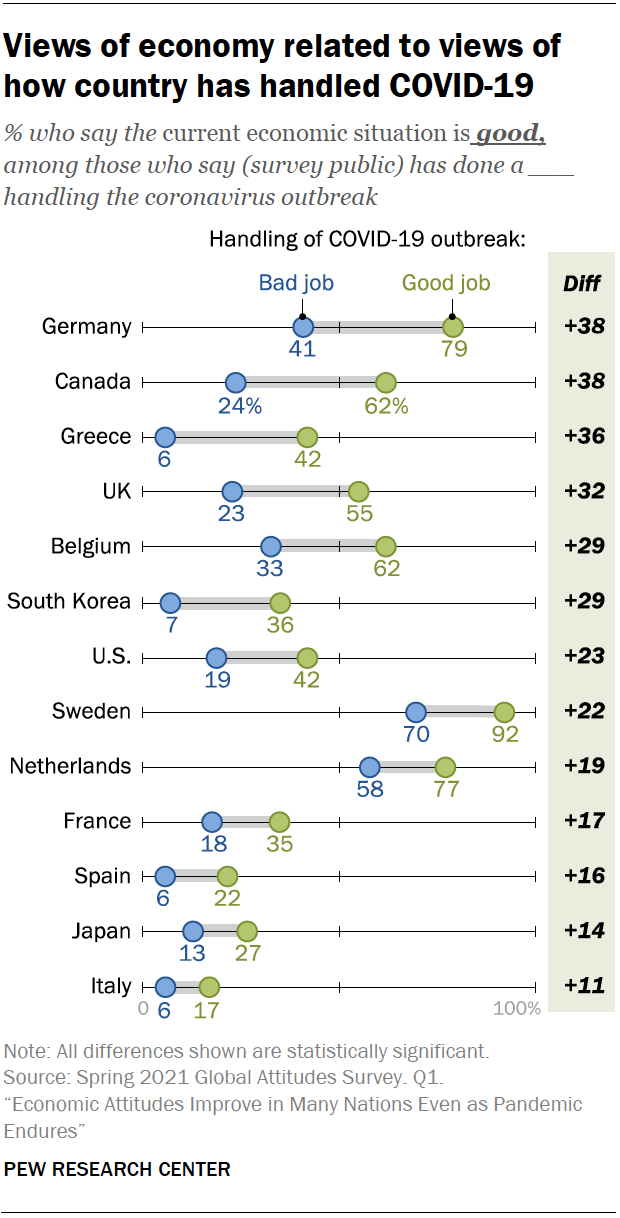 Views of economy related to views of
how country has handled COVID-19
% who say the current economic situation is good,
among those who say (survey public) has done a ___
handling the coronavirus outbreak
Handling of COVID-19 outbreak:
Bad job Good job Diff
Germany 41 79 +38
Canada 24% 62% +38
Greece 6 42 +36
UK 23 55 +32
Belgium 33 62 +29
South Korea 7 36 +29
U.S. 19 42 +23
Sweden 70 92 +22
Netherlands 58 77 +19
France 18 35 +17
Spain 6 22 +16
Japan 13 27 +14
Italy 6 17 +11
0 100%
Note: All differences shown are statistically significant.
Source: Spring 2021 Global Attitudes Survey. Q1.
“Economic Attitudes Improve in Many Nations Even as Pandemic
Endures”
PEW RESEARCH CENTER